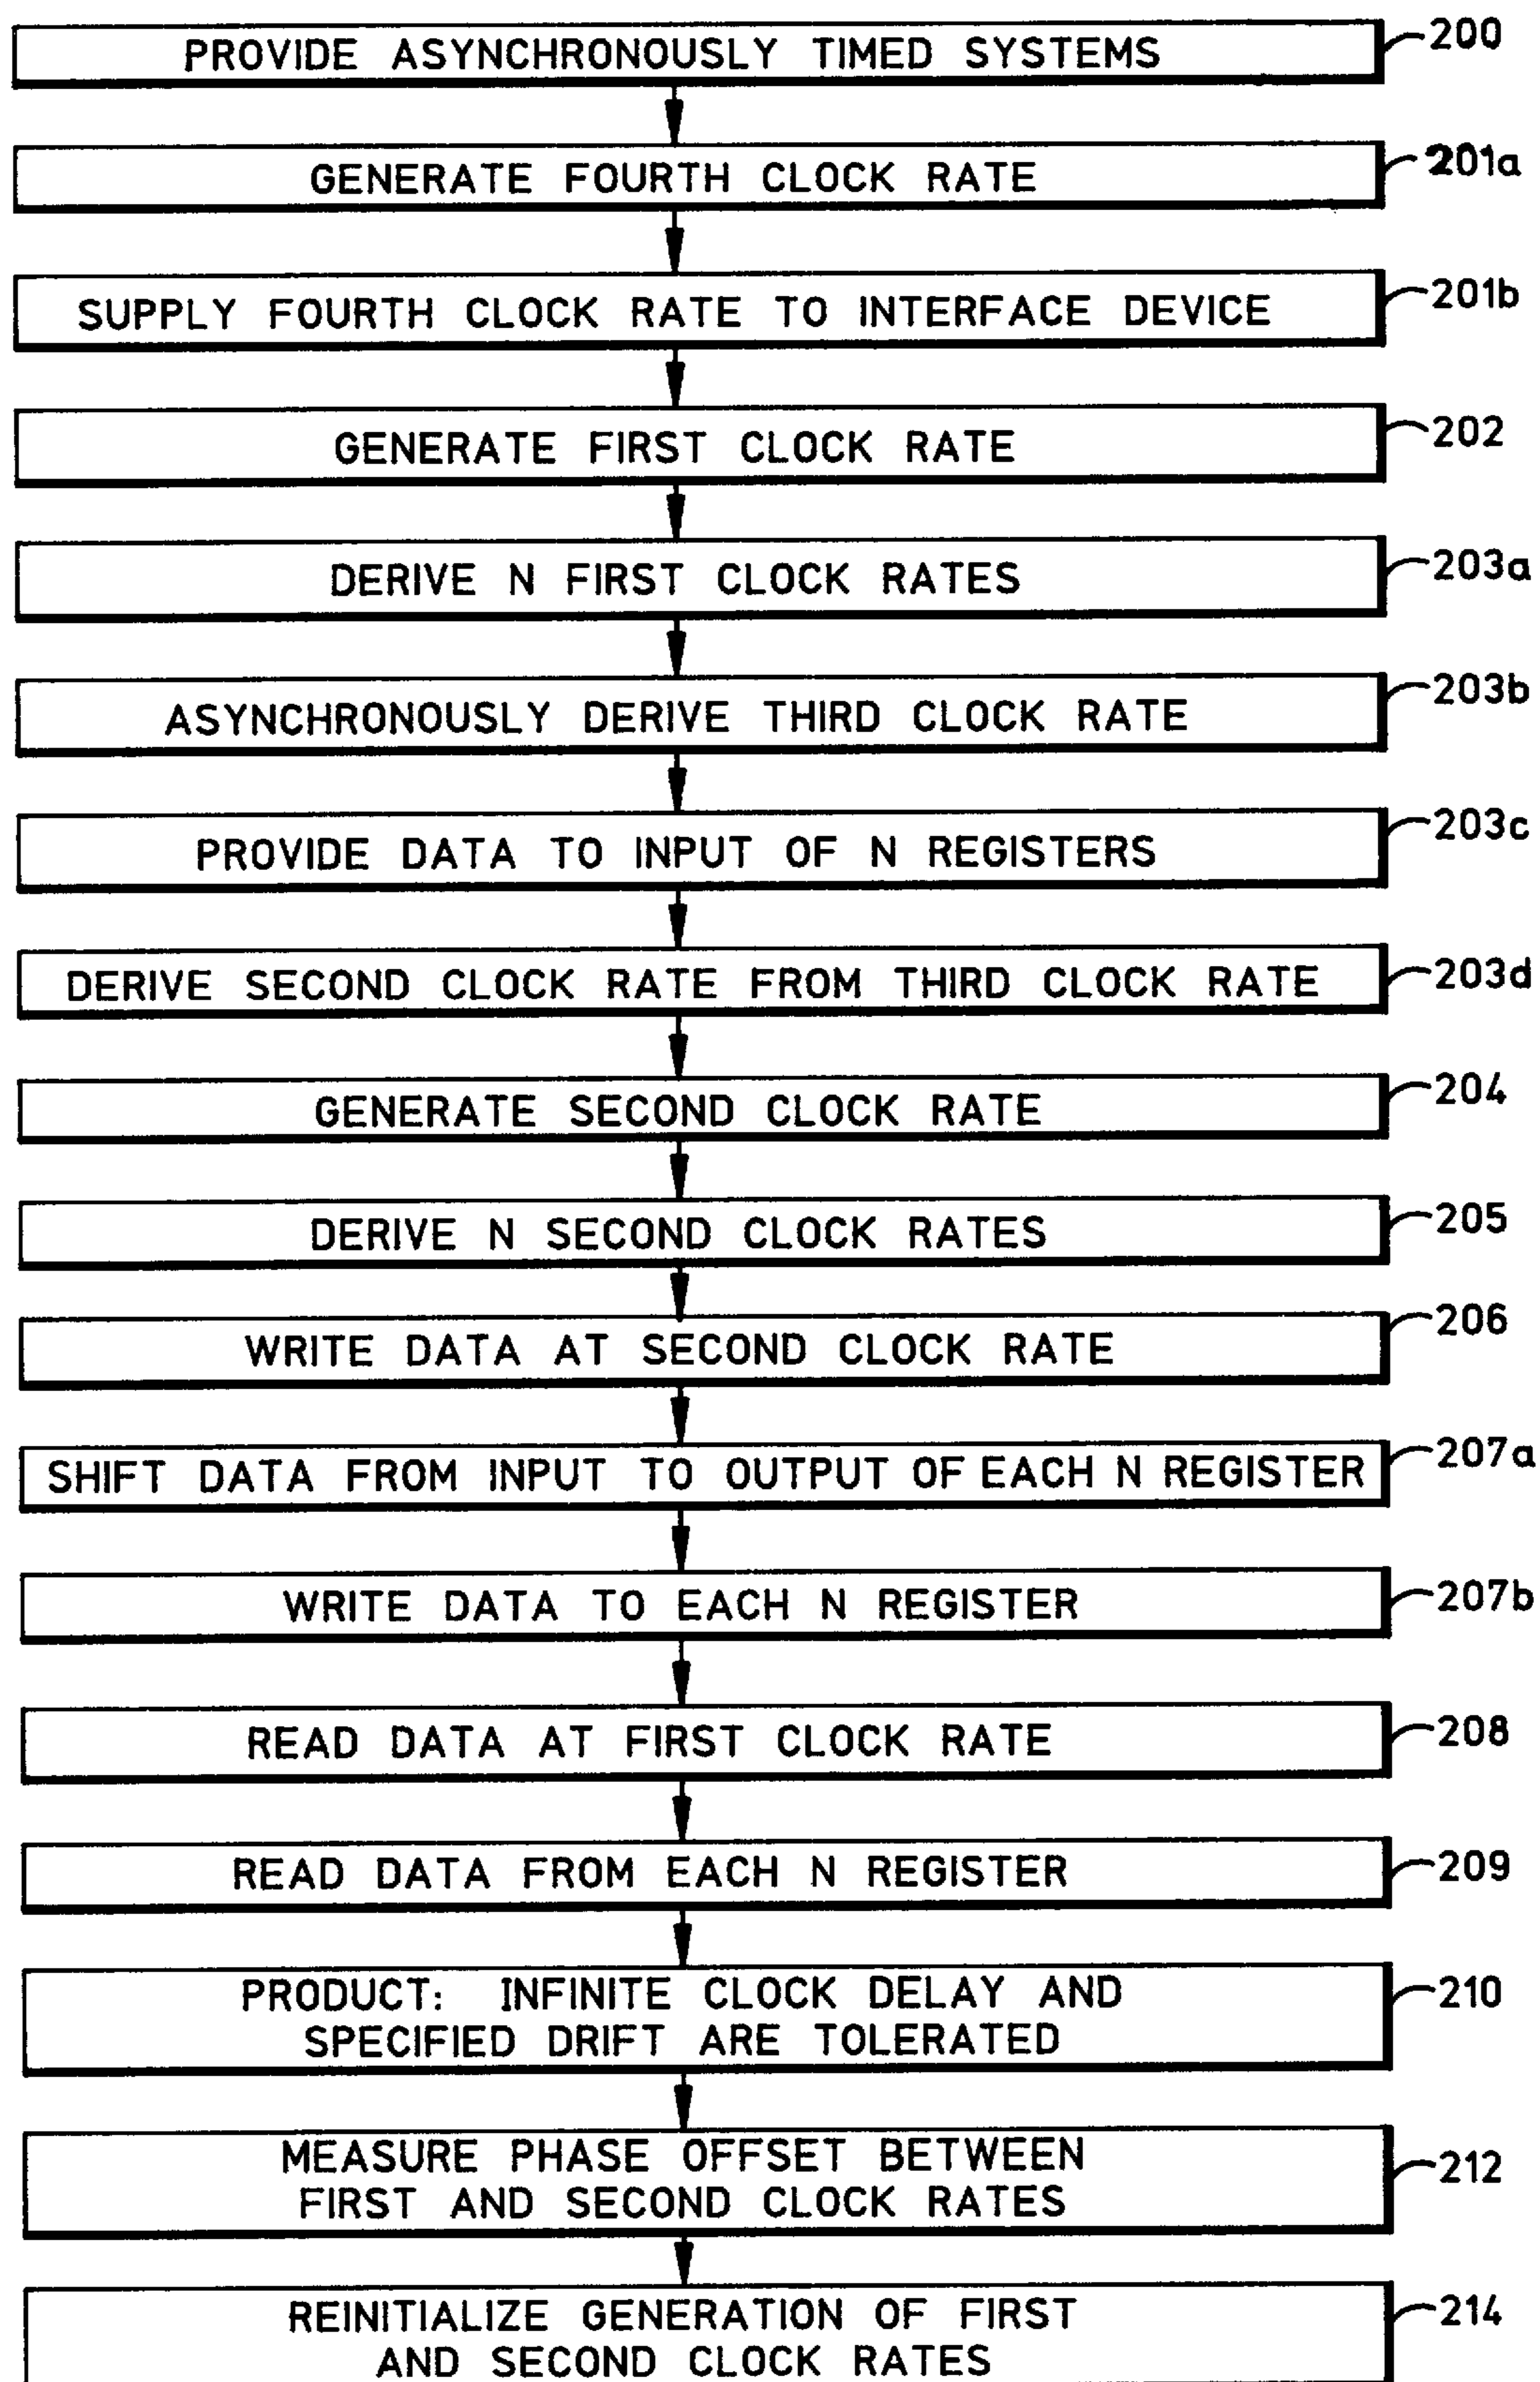 PROVIDE ASYNCHRONOUSLY TIMED SYSTEMS 200
GENERATE FOURTH CLOCK RATE 201a
SUPPLY FOURTH CLOCK RATE TO INTERFACE DEVICE 201b
GENERATE FIRST CLOCK RATE 202
DERIVE N FIRST CLOCK RATES 203a
ASYNCHRONOUSLY DERIVE THIRD CLOCK RATE 203b
PROVIDE DATA TO INPUT OF N REGISTERS 203c
DERIVE SECOND CLOCK RATE FROM THIRD CLOCK RATE 203d
GENERATE SECOND CLOCK RATE 204
DERIVE N SECOND CLOCK RATES 205
WRITE DATA AT SECOND CLOCK RATE 206
SHIFT DATA FROM INPUT TO OUTPUT OF EACH N REGISTER 207a
WRITE DATA TO EACH N REGISTER 207b
READ DATA AT FIRST CLOCK RATE 208
READ DATA FROM EACH N REGISTER 209
PRODUCT: INFINITE CLOCK DELAY AND 210
SPECIFIED DRIFT ARE TOLERATED
MEASURE PHASE OFFSET BETWEEN 212
FIRST AND SECOND CLOCK RATES
REINITIALIZE GENERATION OF FIRST 214
AND SECOND CLOCK RATES